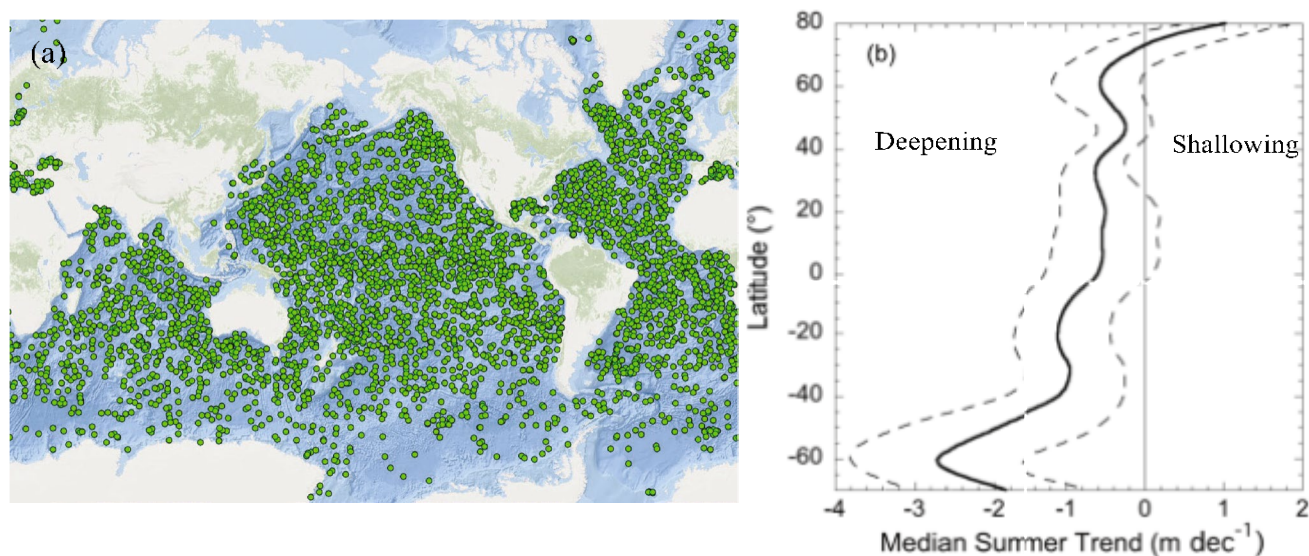 (a)
(b)
Deepening
Shallowing
Latitude (°)
80
60
40
20
0
-20
-40
-60
-4
-3
-2
-1
0
1
2
Median Summer Trend (m dec⁻¹)